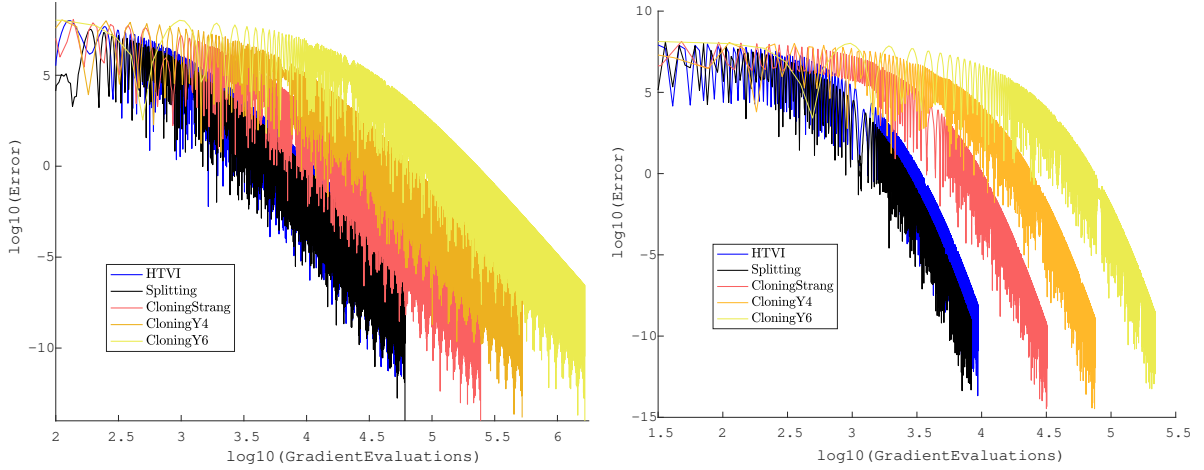 log10(Error)
5
0
−5
−10
HTVI
Splitting
CloningStrang
CloningY4
CloningY6
2
2.5
3
3.5
4
4.5
5
5.5
6
log10(GradientEvaluations)
log10(Error)
10
5
0
−5
−10
−15
HTVI
Splitting
CloningStrang
CloningY4
CloningY6
1.5
2
2.5
3
3.5
4
4.5
5
5.5
log10(GradientEvaluations)